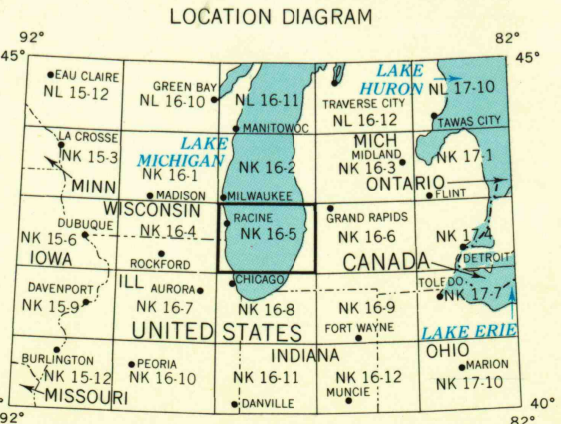 LOCATION DIAGRAM
92° 82°
45° 45°
EAU CLAIRE
NL 15-12
GREEN BAY
NL 16-10
NL 16-11
TRAVERSE CITY
NL 16-12
LAKE
HURON
NL 17-10
TAWAS CITY
MANITOWOC
LA CROSSE
NK 15-3
MINN
LAKE
MICHIGAN
NK 16-1
MADISON
NK 16-2
MILWAUKEE
MICH
MIDLAND
NK 16-3
NK 17-1
ONTARIO
FLINT
WISCONSIN
DUBUQUE
NK 15-6
IOWA
NK 16-4
ROCKFORD
RACINE
NK 16-5
GRAND RAPIDS
NK 16-6
NK 17-4
DETROIT
CANADA
DAVENPORT
NK 15-9
ILL
AURORA
NK 16-7
CHICAGO
NK 16-8
NK 16-9
FORT WAYNE
TOLEDO
NK 17-7
LAKE ERIE
UNITED STATES
BURLINGTON
NK 15-12
MISSOURI
PEORIA
NK 16-10
INDIANA
NK 16-11
DANVILLE
NK 16-12
MUNCIE
OHIO
MARION
NK 17-10
92° 40°
82°